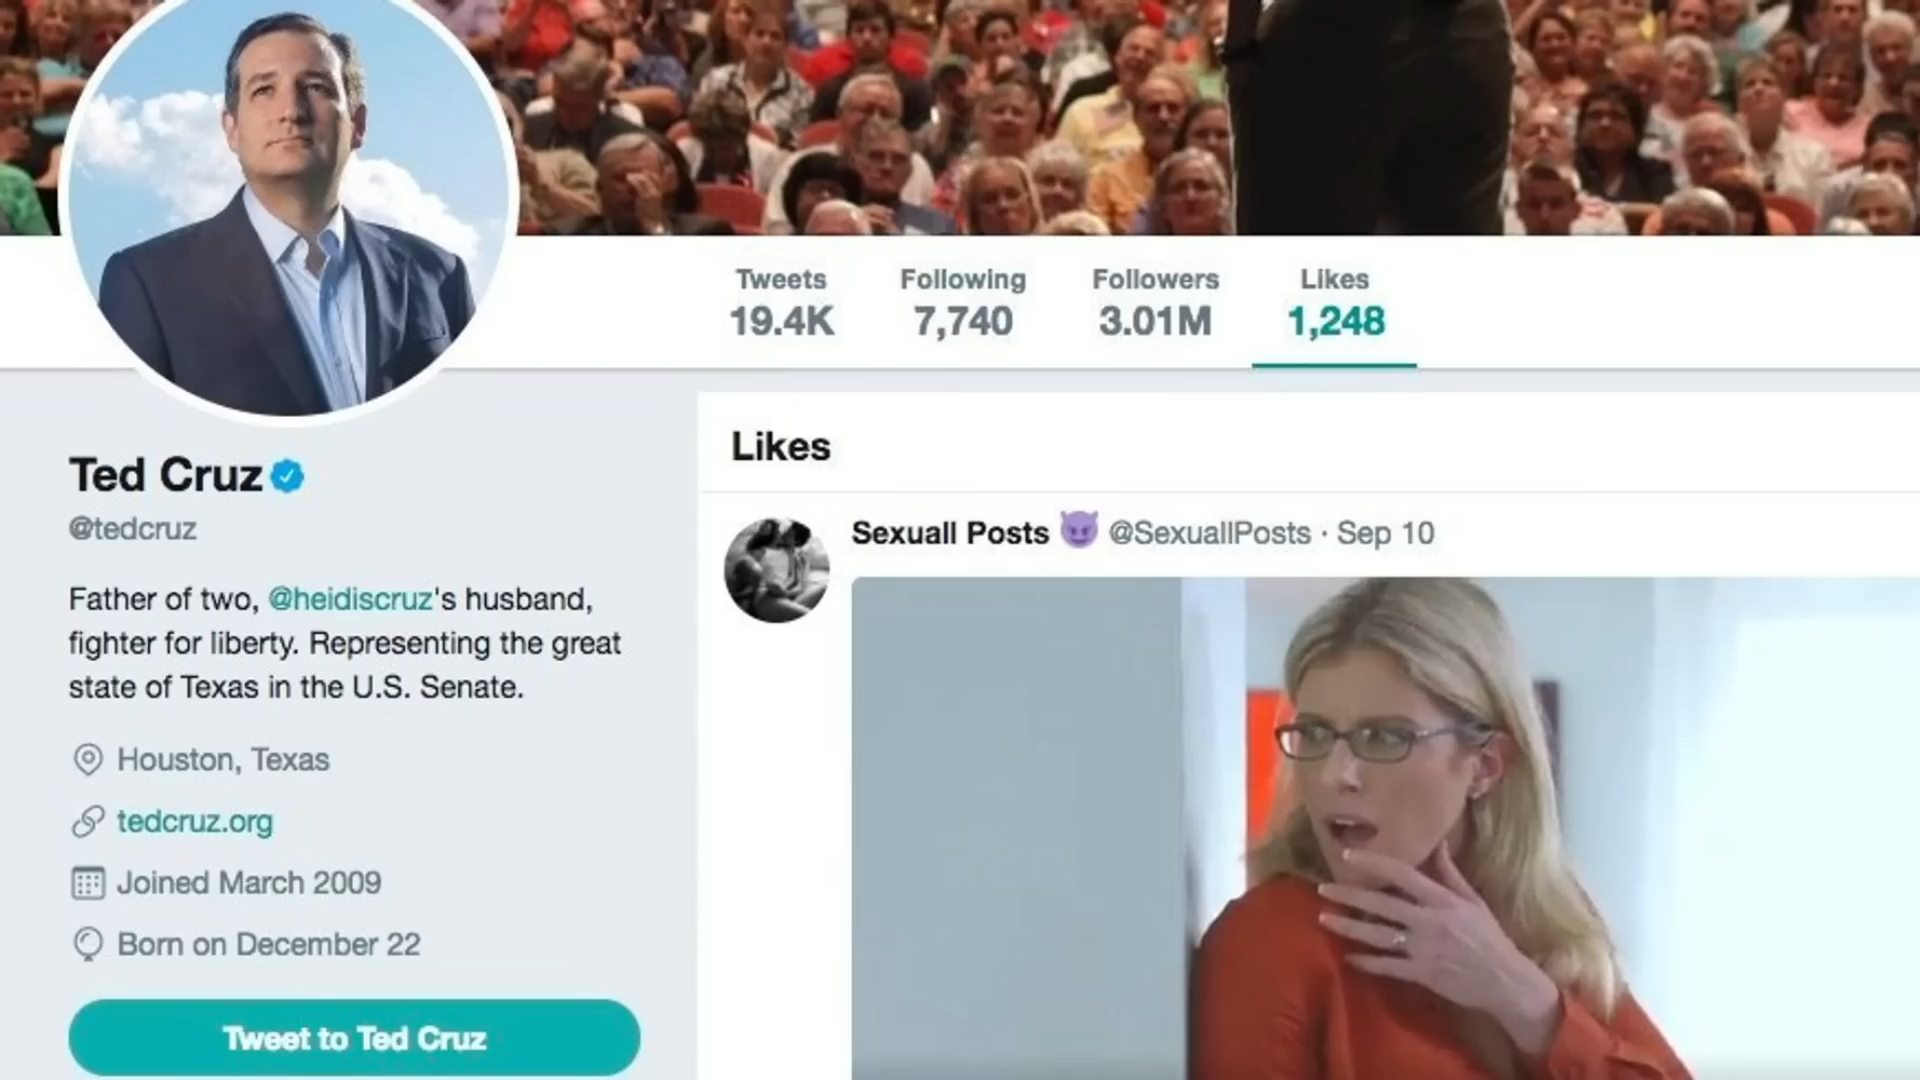 Tweets Following Followers Likes
19.4K 7,740 3.01M 1,248
Ted Cruz
@tedcruz
Father of two, @heidiscruz's husband,
fighter for liberty. Representing the great
state of Texas in the U.S. Senate.
Houston, Texas
tedcruz.org
Joined March 2009
Born on December 22
Tweet to Ted Cruz
Likes
Sexuall Posts 😈 @SexuallPosts · Sep 10